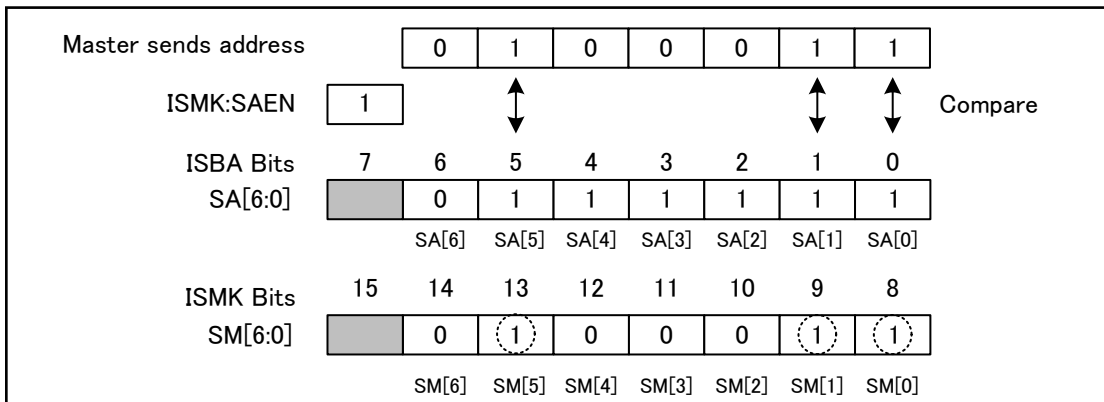 Master sends address 0 1 0 0 0 1 1
ISMK:SAEN 1 Compare
ISBA Bits 7 6 5 4 3 2 1 0
SA[6:0] 0 1 1 1 1 1 1
SA[6] SA[5] SA[4] SA[3] SA[2] SA[1] SA[0]
ISMK Bits 15 14 13 12 11 10 9 8
SM[6:0] 0 1 0 0 0 1 1
SM[6] SM[5] SM[4] SM[3] SM[2] SM[1] SM[0]